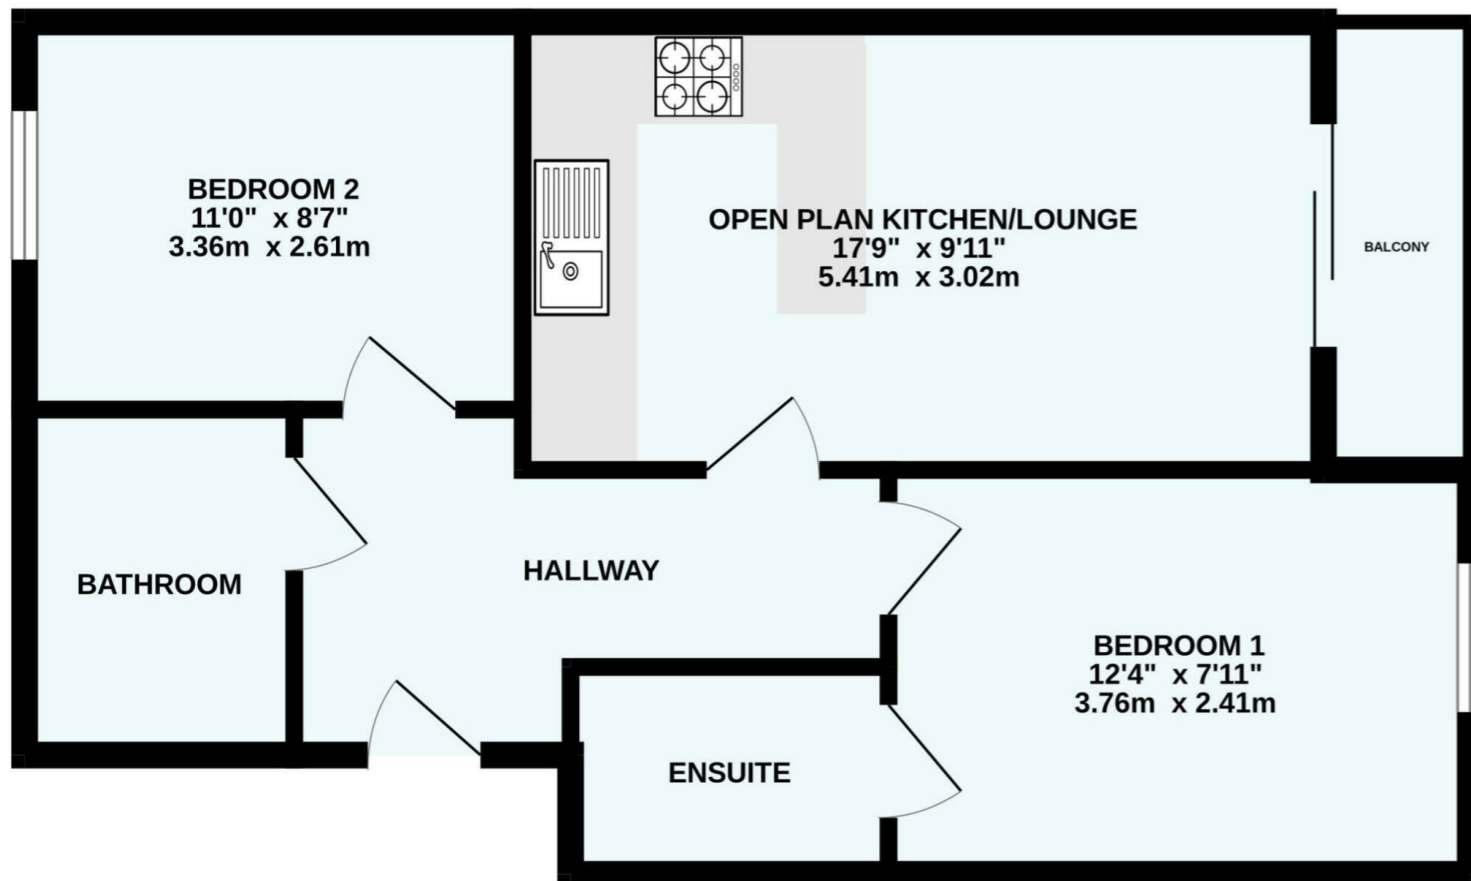 BEDROOM 2
11'0" x 8'7"
3.36m x 2.61m
OPEN PLAN KITCHEN/LOUNGE
17'9" x 9'11"
5.41m x 3.02m
BALCONY
BATHROOM
HALLWAY
BEDROOM 1
12'4" x 7'11"
3.76m x 2.41m
ENSUITE